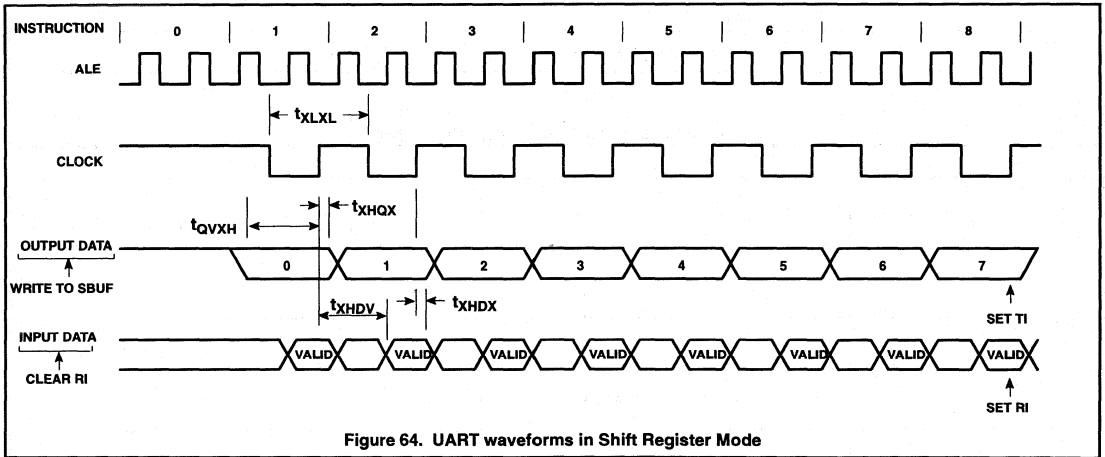 INSTRUCTION 0 1 2 3 4 5 6 7 8
ALE
tXLXL
CLOCK
tXHQX
tQVXH
OUTPUT DATA
0 1 2 3 4 5 6 7
WRITE TO SBUF
tXHDV
tXHDX
SET TI
INPUT DATA
VALID VALID VALID VALID VALID VALID VALID VALID
CLEAR RI
SET RI
Figure 64. UART waveforms in Shift Register Mode